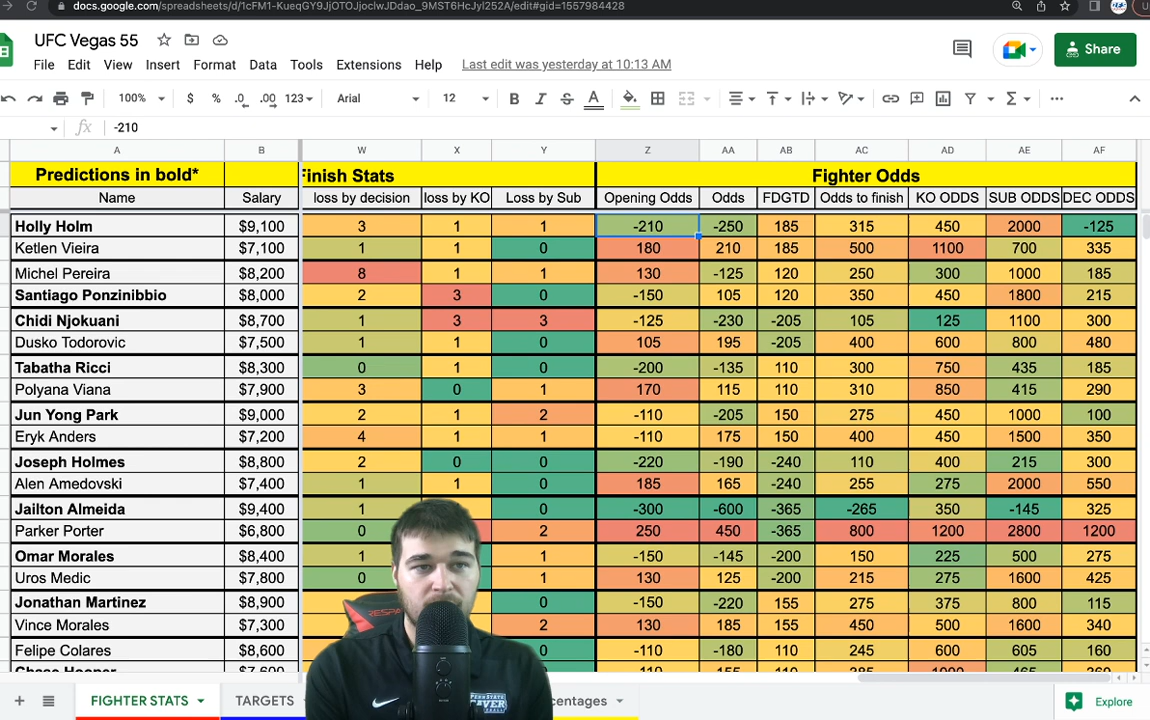 docs.google.com/spreadsheets/d/1cFM1-KueqGY9JjOTOJjoclwJDdao_9MST6HcJyl252A/edit#gid=1557984428
UFC Vegas 55
File Edit View Insert Format Data Tools Extensions Help Last edit was yesterday at 10:13 AM
Share
100% $ % .0 .00 123 Arial 12 B I S A
fx -210
A B W X Y Z AA AB AC AD AE AF
Predictions in bold* Finish Stats Fighter Odds
Name Salary loss by decision loss by KO Loss by Sub Opening Odds Odds FDGTD Odds to finish KO ODDS SUB ODDS DEC ODDS
Holly Holm $9,100 3 1 1 -210 -250 185 315 450 2000 -125
Ketlen Vieira $7,100 1 1 0 180 210 185 500 1100 700 335
Michel Pereira $8,200 8 1 1 130 -125 120 250 300 1000 185
Santiago Ponzinibbio $8,000 2 3 0 -150 105 120 350 450 1800 215
Chidi Njokuani $8,700 1 3 3 -125 -230 -205 105 125 1100 300
Dusko Todorovic $7,500 1 1 0 105 195 -205 400 600 800 480
Tabatha Ricci $8,300 0 1 0 -200 -135 110 300 750 435 185
Polyana Viana $7,900 3 0 1 170 115 110 310 850 415 290
Jun Yong Park $9,000 2 1 2 -110 -205 150 275 450 1000 100
Eryk Anders $7,200 4 1 1 -110 175 150 400 450 1500 350
Joseph Holmes $8,800 2 0 0 -220 -190 -240 110 400 215 300
Alen Amedovski $7,400 1 1 0 185 165 -240 255 275 2000 550
Jailton Almeida $9,400 1 0 -300 -600 -365 -265 350 -145 325
Parker Porter $6,800 0 2 250 450 -365 800 1200 2800 1200
Omar Morales $8,400 1 1 -150 -145 -200 150 225 500 275
Uros Medic $7,800 0 1 130 125 -200 215 275 1600 425
Jonathan Martinez $8,900 0 -150 -220 155 275 375 800 115
Vince Morales $7,300 2 130 185 155 450 500 1600 340
Felipe Colares $8,600 0 -110 -180 110 245 600 605 160
Chase Hooper $7,600
RESPA
PENN STATE
FIGHTER STATS TARGETS centages Explore